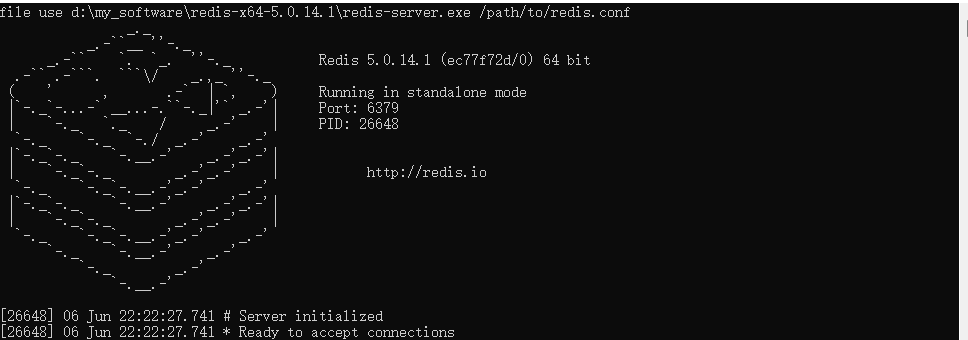 file use d:\my_software\redis-x64-5.0.14.1\redis-server.exe /path/to/redis.conf
Redis 5.0.14.1 (ec77f72d/0) 64 bit
Running in standalone mode
Port: 6379
PID: 26648
http://redis.io
[26648] 06 Jun 22:22:27.741 # Server initialized
[26648] 06 Jun 22:22:27.741 * Ready to accept connections